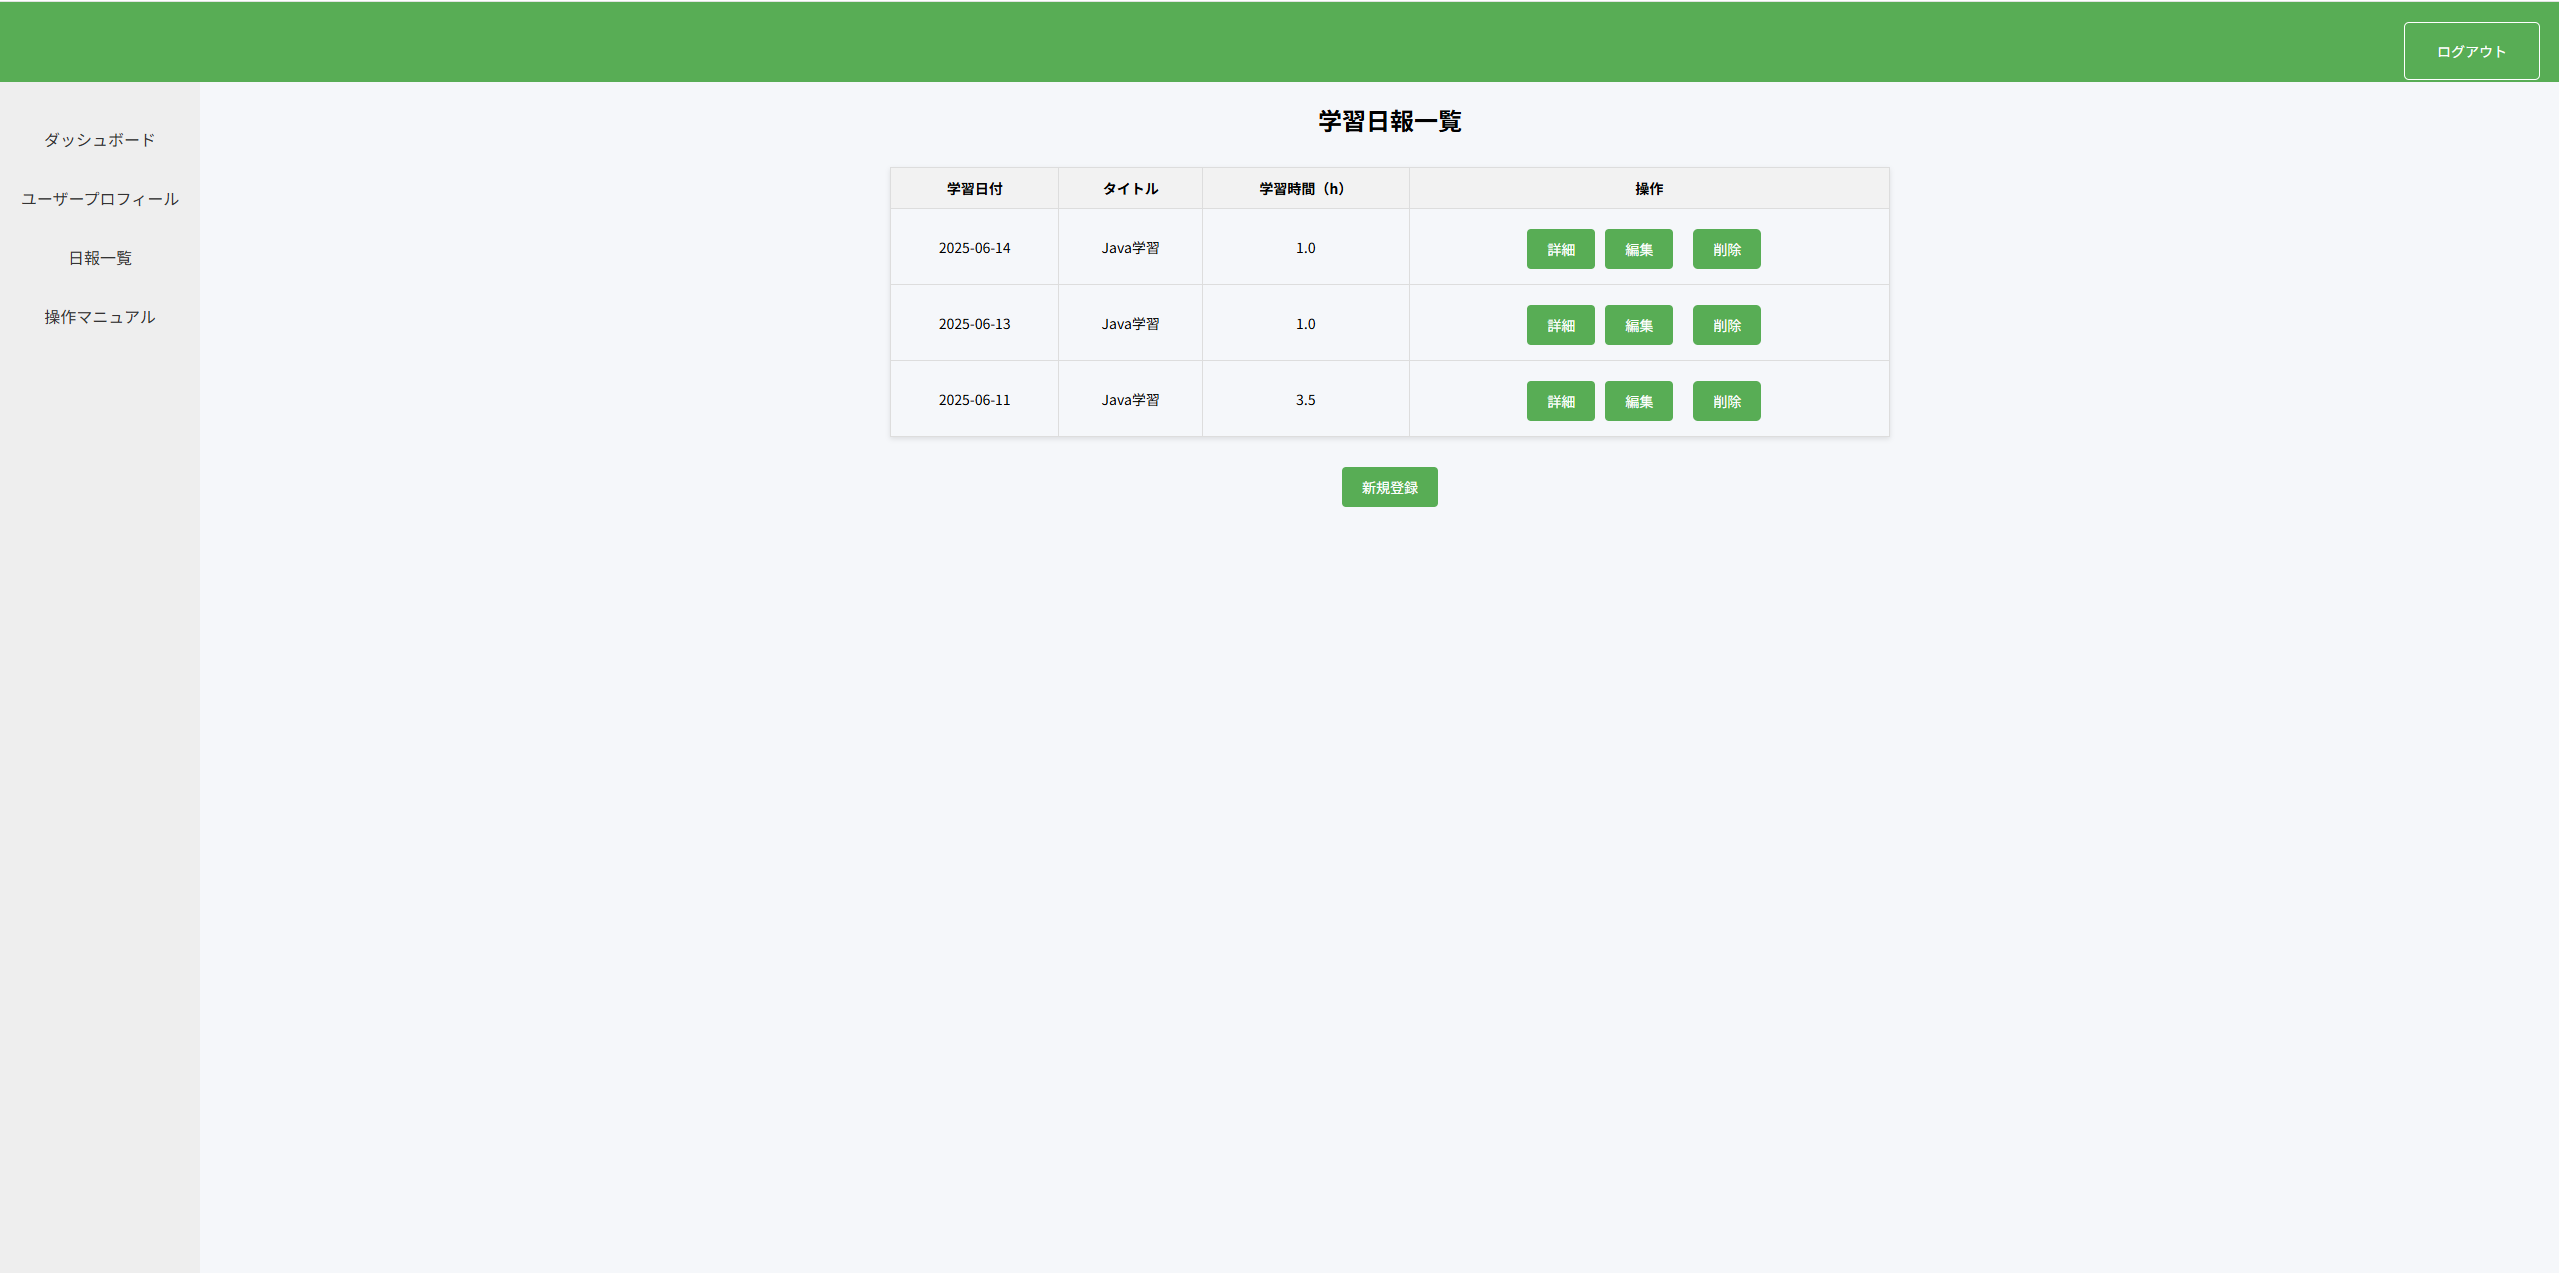 ログアウト
ダッシュボード
ユーザープロフィール
日報一覧
操作マニュアル
学習日報一覧
学習日付 タイトル 学習時間（h） 操作
2025-06-14 Java学習 1.0 詳細 編集 削除
2025-06-13 Java学習 1.0 詳細 編集 削除
2025-06-11 Java学習 3.5 詳細 編集 削除
新規登録